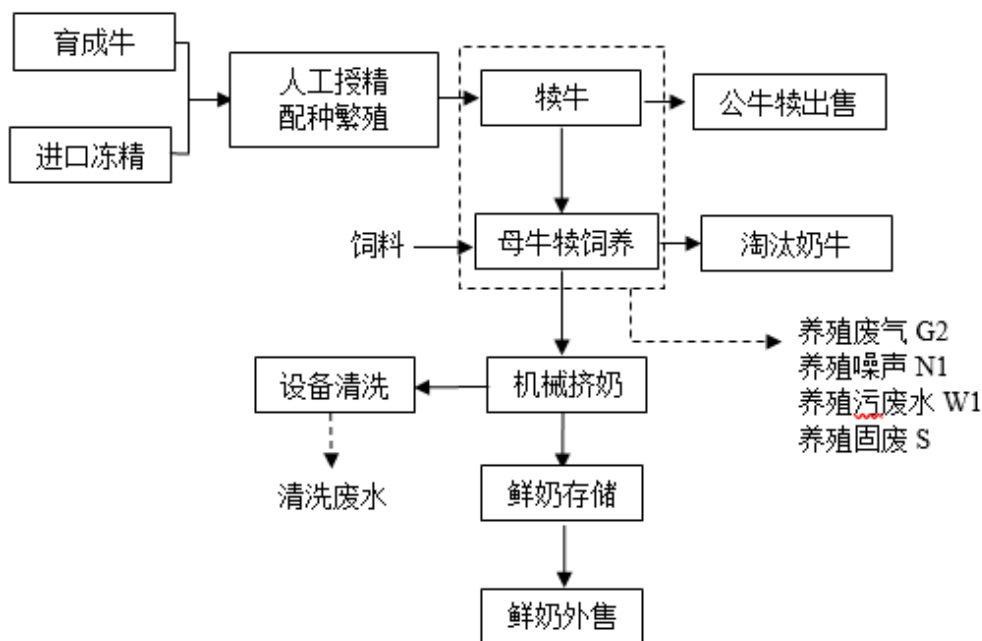 育成牛
进口冻精
人工授精
配种繁殖
犊牛
公牛犊出售
饲料
母牛犊饲养
淘汰奶牛
养殖废气 G2
养殖噪声 N1
养殖污废水 W1
养殖固废 S
设备清洗
机械挤奶
清洗废水
鲜奶存储
鲜奶外售